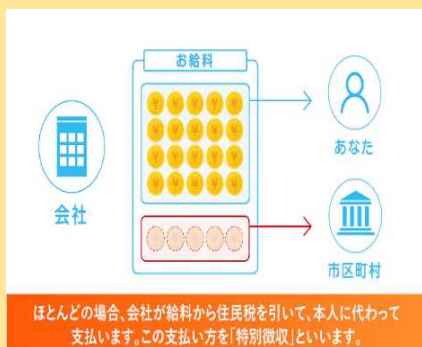 お給料
会社
あなた
市区町村
ほとんどの場合、会社が給料から住民税を引いて、本人に代わって
支払います。この支払い方を「特別徴収」といいます。